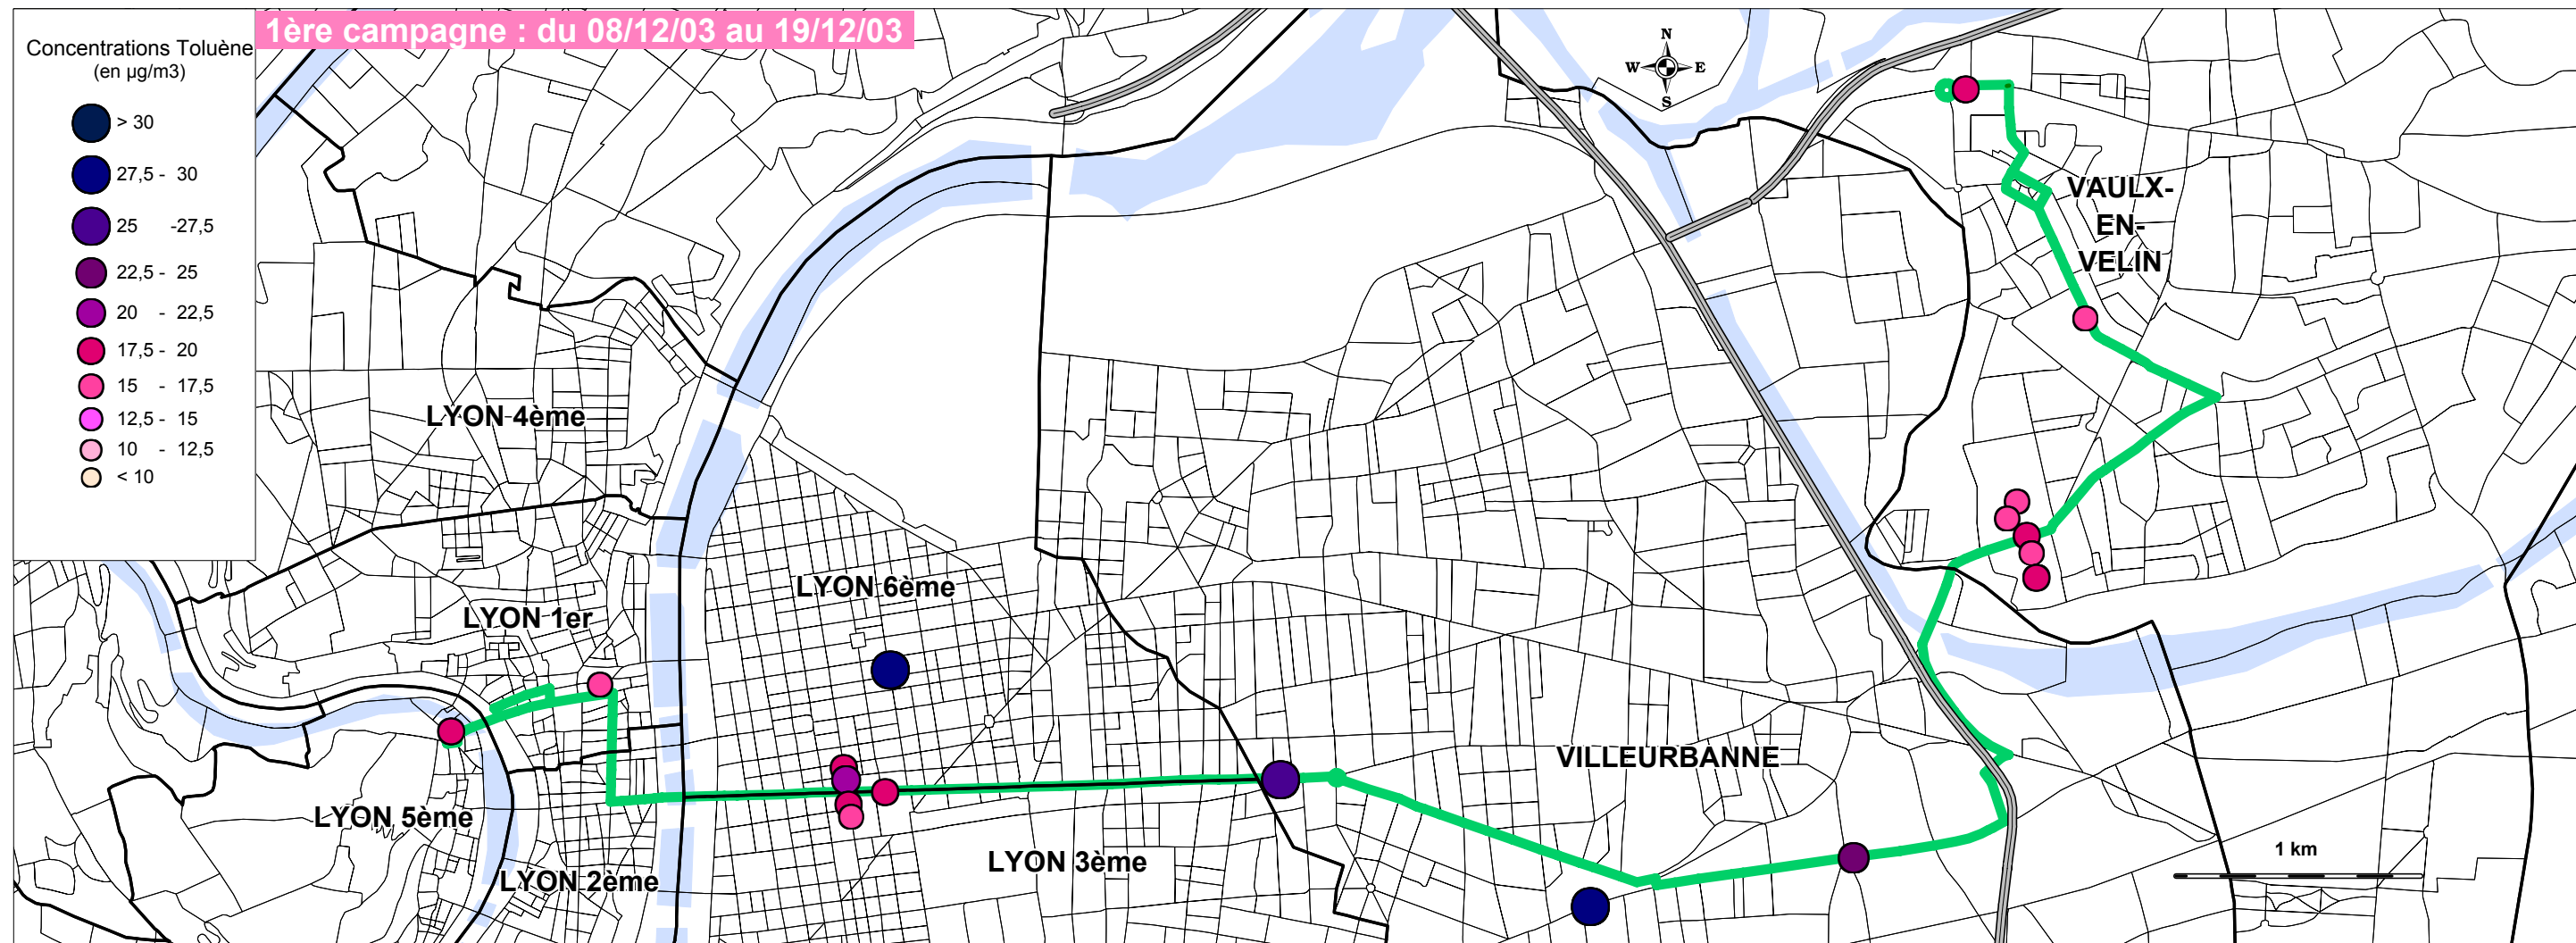 1ère campagne : du 08/12/03 au 19/12/03
Concentrations Toluène
(en µg/m3)
> 30
27,5 - 30
25 -27,5
22,5 - 25
20 - 22,5
17,5 - 20
15 - 17,5
12,5 - 15
10 - 12,5
< 10
N
W E
S
VAULX-
EN-
VELIN
LYON 4ème
LYON 6ème
LYON 1er
VILLEURBANNE
LYON 5ème
LYON 3ème
LYON 2ème
1 km